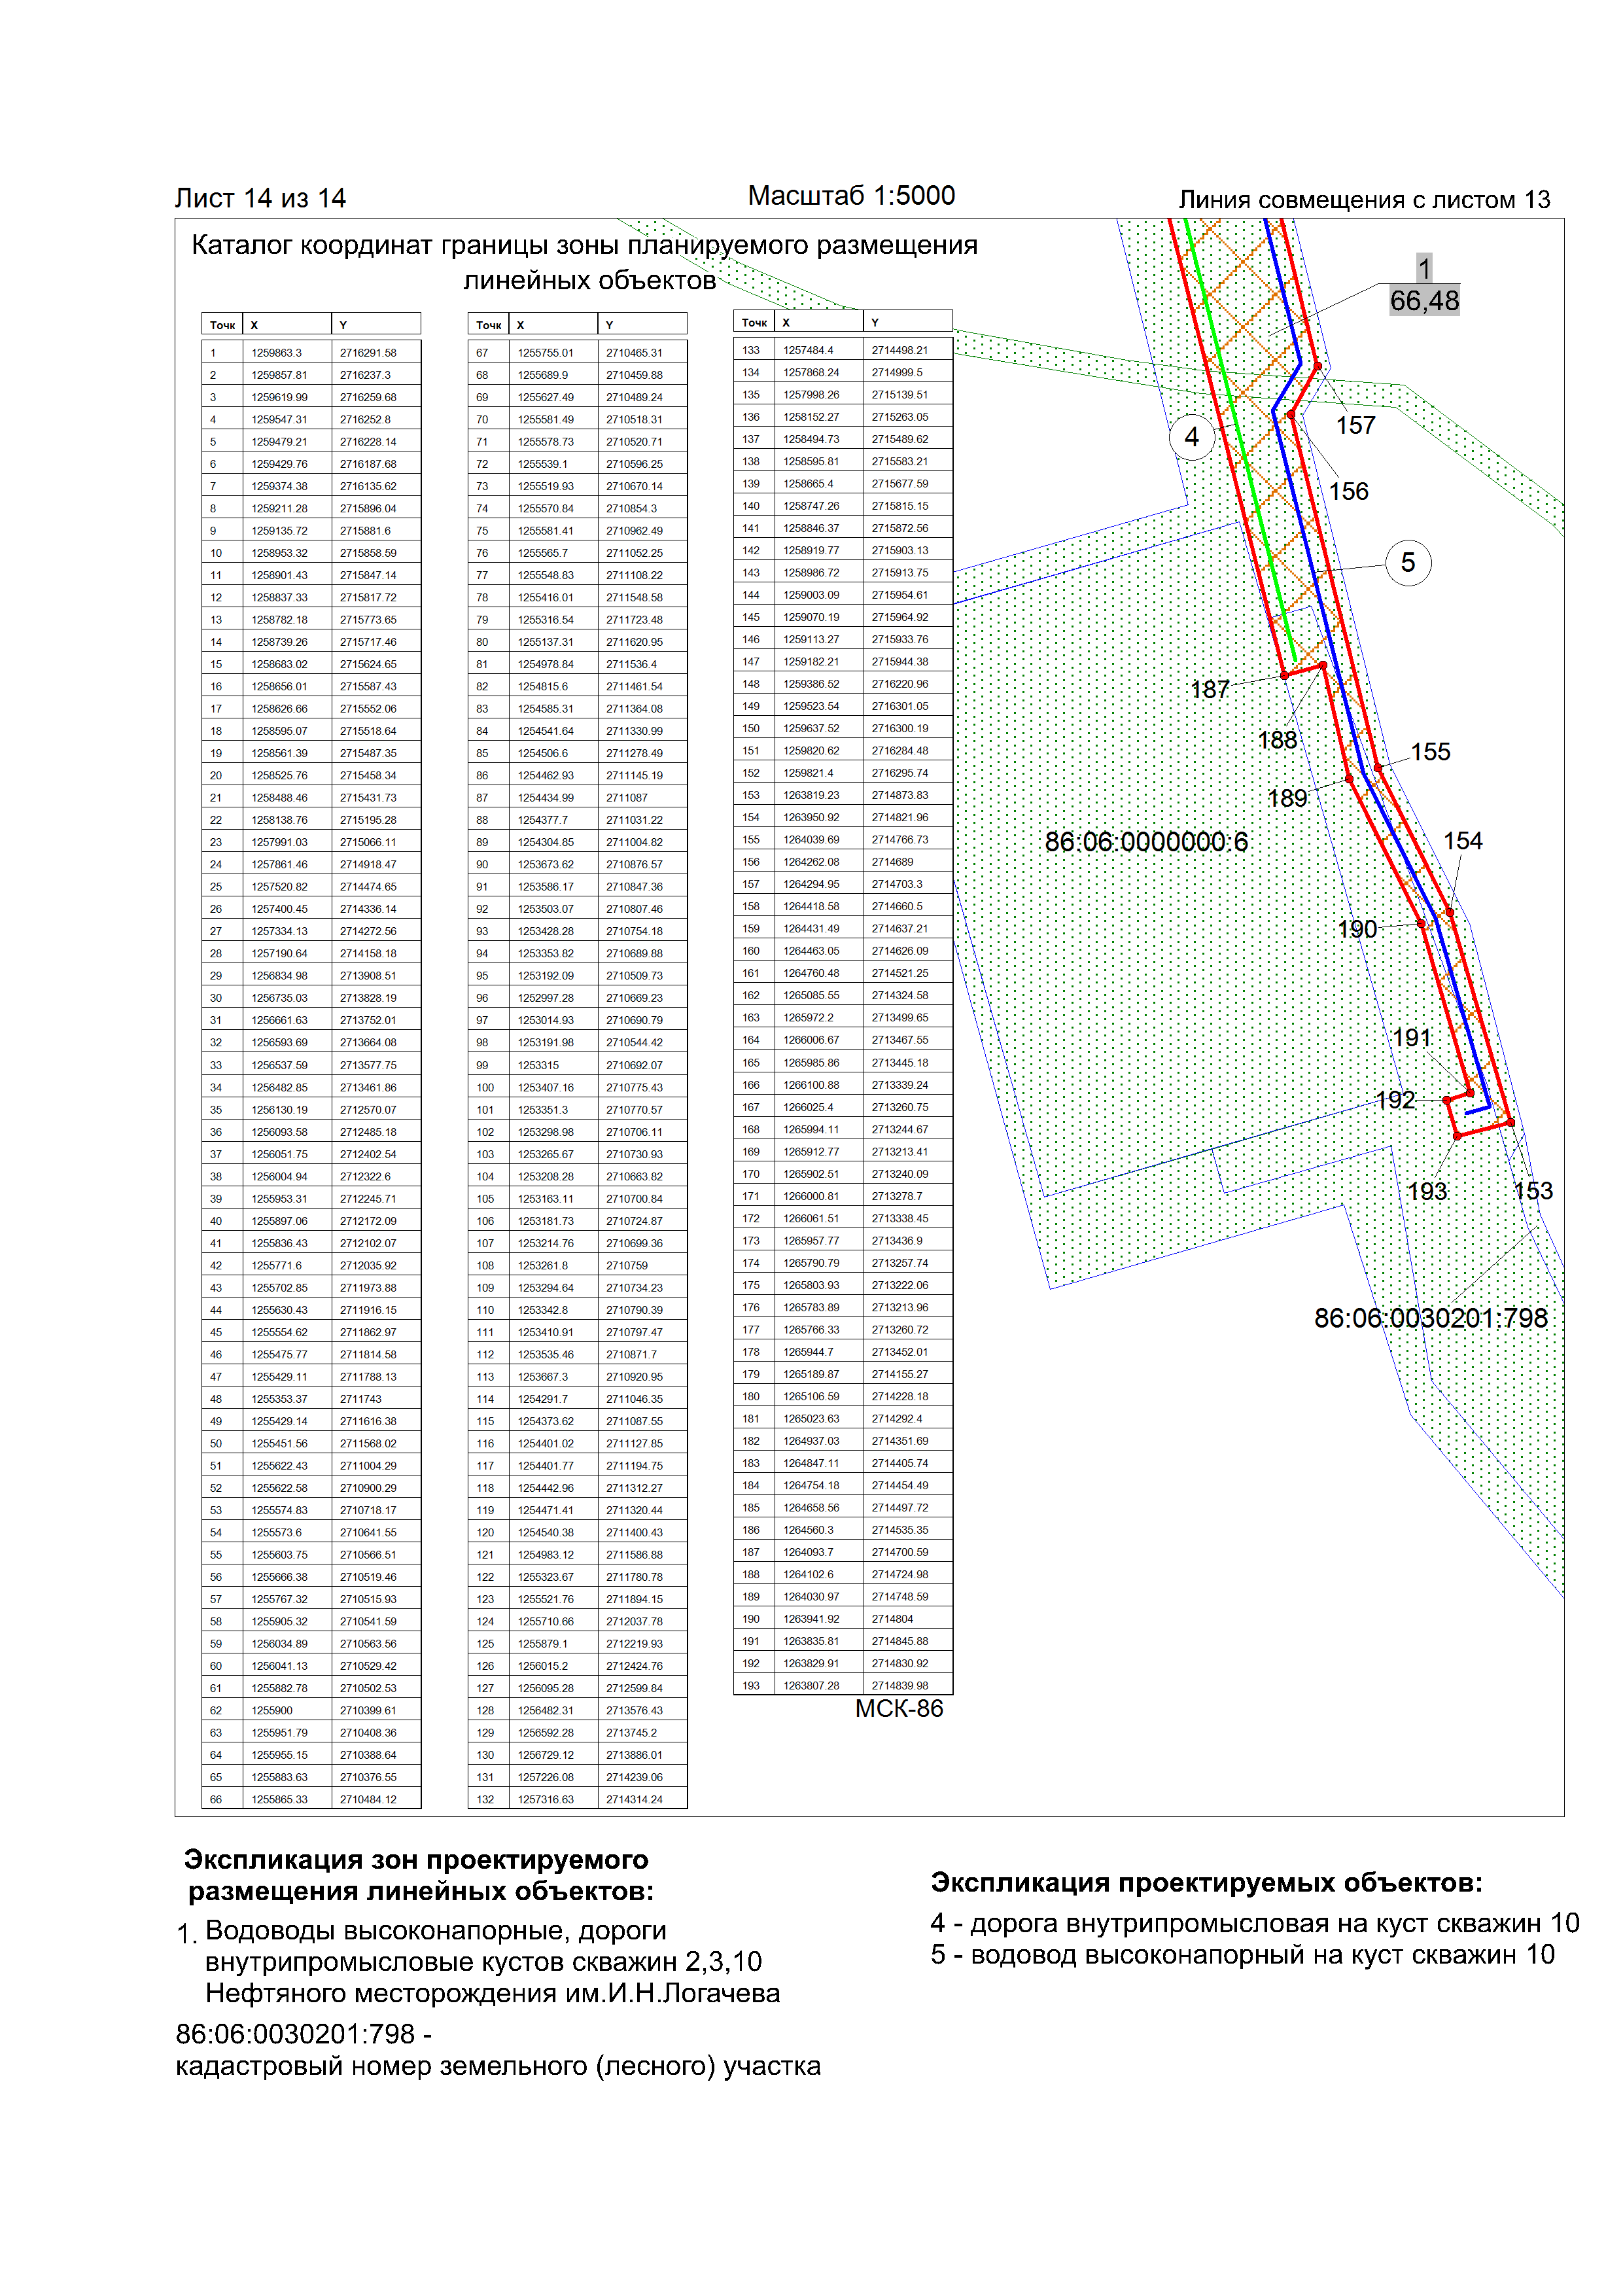 Лист 14 из 14
Масштаб 1:5000
Линия совмещения с листом 13
Каталог координат границы зоны планируемого размещения
линейных объектов
Точк X Y
1 1259863.3 2716291.58
2 1259857.81 2716237.3
3 1259619.99 2716259.68
4 1259547.31 2716252.8
5 1259479.21 2716228.14
6 1259429.76 2716187.68
7 1259374.38 2716135.62
8 1259211.28 2715896.04
9 1259135.72 2715881.6
10 1258953.32 2715858.59
11 1258901.43 2715847.14
12 1258837.33 2715817.72
13 1258782.18 2715773.65
14 1258739.26 2715717.46
15 1258683.02 2715624.65
16 1258656.01 2715587.43
17 1258626.66 2715552.06
18 1258595.07 2715518.64
19 1258561.39 2715487.35
20 1258525.76 2715458.34
21 1258488.46 2715431.73
22 1258138.76 2715195.28
23 1257991.03 2715066.11
24 1257861.46 2714918.47
25 1257520.82 2714474.65
26 1257400.45 2714336.14
27 1257334.13 2714272.56
28 1257190.64 2714158.18
29 1256834.98 2713908.51
30 1256735.03 2713828.19
31 1256661.63 2713752.01
32 1256593.69 2713664.08
33 1256537.59 2713577.75
34 1256482.85 2713461.86
35 1256130.19 2712570.07
36 1256093.58 2712485.18
37 1256051.75 2712402.54
38 1256004.94 2712322.6
39 1255953.31 2712245.71
40 1255897.06 2712172.09
41 1255836.43 2712102.07
42 1255771.6 2712035.92
43 1255702.85 2711973.88
44 1255630.43 2711916.15
45 1255554.62 2711862.97
46 1255475.77 2711814.58
47 1255429.11 2711788.13
48 1255353.37 2711743
49 1255429.14 2711616.38
50 1255451.56 2711568.02
51 1255622.43 2711004.29
52 1255622.58 2710900.29
53 1255574.83 2710718.17
54 1255573.6 2710641.55
55 1255603.75 2710566.51
56 1255666.38 2710519.46
57 1255767.32 2710515.93
58 1255905.32 2710541.59
59 1256034.89 2710563.56
60 1256041.13 2710529.42
61 1255882.78 2710502.53
62 1255900 2710399.61
63 1255951.79 2710408.36
64 1255955.15 2710388.64
65 1255883.63 2710376.55
66 1255865.33 2710484.12
Точк X Y
67 1255755.01 2710465.31
68 1255689.9 2710459.88
69 1255627.49 2710489.24
70 1255581.49 2710518.31
71 1255578.73 2710520.71
72 1255539.1 2710596.25
73 1255519.93 2710670.14
74 1255570.84 2710854.3
75 1255581.41 2710962.49
76 1255565.7 2711052.25
77 1255548.83 2711108.22
78 1255416.01 2711548.58
79 1255316.54 2711723.48
80 1255137.31 2711620.95
81 1254978.84 2711536.4
82 1254815.6 2711461.54
83 1254585.31 2711364.08
84 1254541.64 2711330.99
85 1254506.6 2711278.49
86 1254462.93 2711145.19
87 1254434.99 2711087
88 1254377.7 2711031.22
89 1254304.85 2711004.82
90 1253673.62 2710876.57
91 1253586.17 2710847.36
92 1253503.07 2710807.46
93 1253428.28 2710754.18
94 1253353.82 2710689.88
95 1253192.09 2710509.73
96 1252997.28 2710669.23
97 1253014.93 2710690.79
98 1253191.98 2710544.42
99 1253315 2710692.07
100 1253407.16 2710775.43
101 1253351.3 2710770.57
102 1253298.98 2710706.11
103 1253265.67 2710730.93
104 1253208.28 2710663.82
105 1253163.11 2710700.84
106 1253181.73 2710724.87
107 1253214.76 2710699.36
108 1253261.8 2710759
109 1253294.64 2710734.23
110 1253342.8 2710790.39
111 1253410.91 2710797.47
112 1253535.46 2710871.7
113 1253667.3 2710920.95
114 1254291.7 2711046.35
115 1254373.62 2711087.55
116 1254401.02 2711127.85
117 1254401.77 2711194.75
118 1254442.96 2711312.27
119 1254471.41 2711320.44
120 1254540.38 2711400.43
121 1254983.12 2711586.88
122 1255323.67 2711780.78
123 1255521.76 2711894.15
124 1255710.66 2712037.78
125 1255879.1 2712219.93
126 1256015.2 2712424.76
127 1256095.28 2712599.84
128 1256482.31 2713576.43
129 1256592.28 2713745.2
130 1256729.12 2713886.01
131 1257226.08 2714239.06
132 1257316.63 2714314.24
Точк X Y
133 1257484.4 2714498.21
134 1257868.24 2714999.5
135 1257998.26 2715139.51
136 1258152.27 2715263.05
137 1258494.73 2715489.62
138 1258595.81 2715583.21
139 1258665.4 2715677.59
140 1258747.26 2715815.15
141 1258846.37 2715872.56
142 1258919.77 2715903.13
143 1258986.72 2715913.75
144 1259003.09 2715954.61
145 1259070.19 2715964.92
146 1259113.27 2715933.76
147 1259182.21 2715944.38
148 1259386.52 2716220.96
149 1259523.54 2716301.05
150 1259637.52 2716300.19
151 1259820.62 2716284.48
152 1259821.4 2716295.74
153 1263819.23 2714873.83
154 1263950.92 2714821.96
155 1264039.69 2714766.73
156 1264262.08 2714689
157 1264294.95 2714703.3
158 1264418.58 2714660.5
159 1264431.49 2714637.21
160 1264463.05 2714626.09
161 1264760.48 2714521.25
162 1265085.55 2714324.58
163 1265972.2 2713499.65
164 1266006.67 2713467.55
165 1265985.86 2713445.18
166 1266100.88 2713339.24
167 1266025.4 2713260.75
168 1265994.11 2713244.67
169 1265912.77 2713213.41
170 1265902.51 2713240.09
171 1266000.81 2713278.7
172 1266061.51 2713338.45
173 1265957.77 2713436.9
174 1265790.79 2713257.74
175 1265803.93 2713222.06
176 1265783.89 2713213.96
177 1265766.33 2713260.72
178 1265944.7 2713452.01
179 1265189.87 2714155.27
180 1265106.59 2714228.18
181 1265023.63 2714292.4
182 1264937.03 2714351.69
183 1264847.11 2714405.74
184 1264754.18 2714454.49
185 1264658.56 2714497.72
186 1264560.3 2714535.35
187 1264093.7 2714700.59
188 1264102.6 2714724.98
189 1264030.97 2714748.59
190 1263941.92 2714804
191 1263835.81 2714845.88
192 1263829.91 2714830.92
193 1263807.28 2714839.98
МСК-86
1
66,48
157
4
156
5
187
188
155
189
86:06:0000000:6
154
190
191
192
193
153
86:06:0030201:798
Экспликация зон проектируемого
размещения линейных объектов:
1. Водоводы высоконапорные, дороги
внутрипромысловые кустов скважин 2,3,10
Нефтяного месторождения им.И.Н.Логачева
86:06:0030201:798 -
кадастровый номер земельного (лесного) участка
Экспликация проектируемых объектов:
4 - дорога внутрипромысловая на куст скважин 10
5 - водовод высоконапорный на куст скважин 10